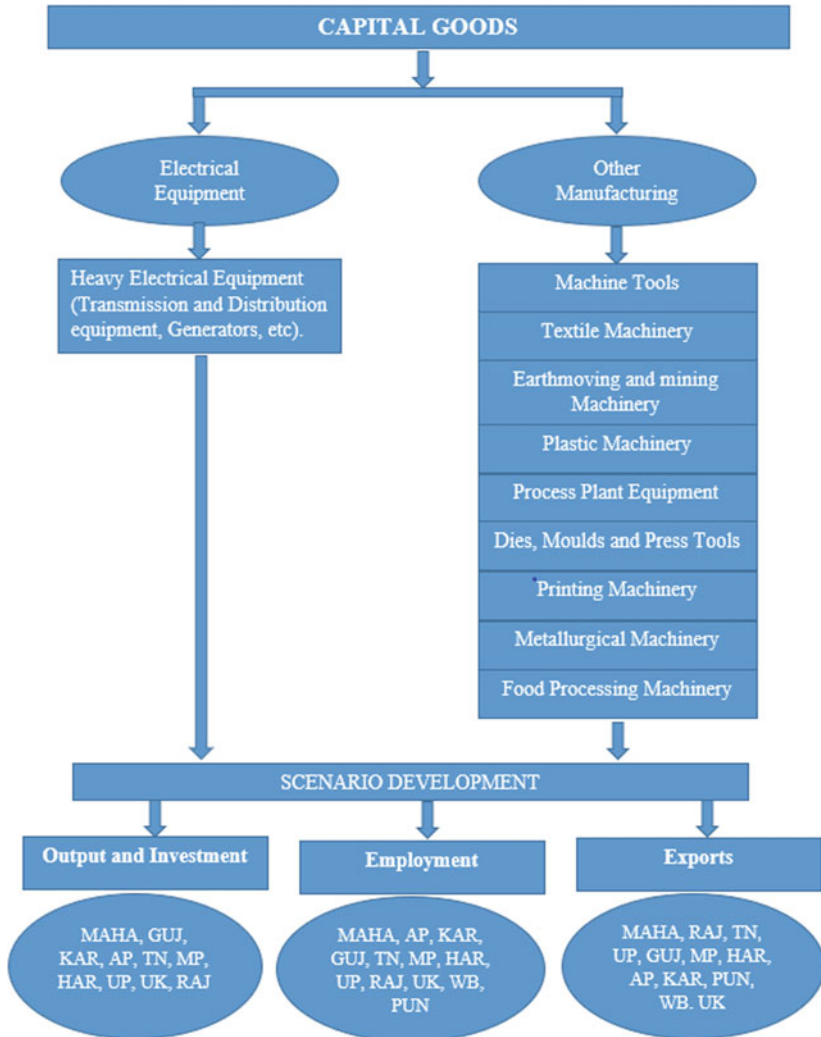 CAPITAL GOODS
Electrical
Equipment
Other
Manufacturing
Heavy Electrical Equipment
(Transmission and Distribution
equipment, Generators, etc).
Machine Tools
Textile Machinery
Earthmoving and mining
Machinery
Plastic Machinery
Process Plant Equipment
Dies, Moulds and Press Tools
Printing Machinery
Metallurgical Machinery
Food Processing Machinery
SCENARIO DEVELOPMENT
Output and Investment
Employment
Exports
MAHA, GUJ,
KAR, AP, TN, MP,
HAR, UP, UK, RAJ
MAHA, AP, KAR,
GUJ, TN, MP, HAR,
UP, RAJ, UK, WB,
PUN
MAHA, RAJ, TN,
UP, GUJ, MP, HAR,
AP, KAR, PUN,
WB. UK